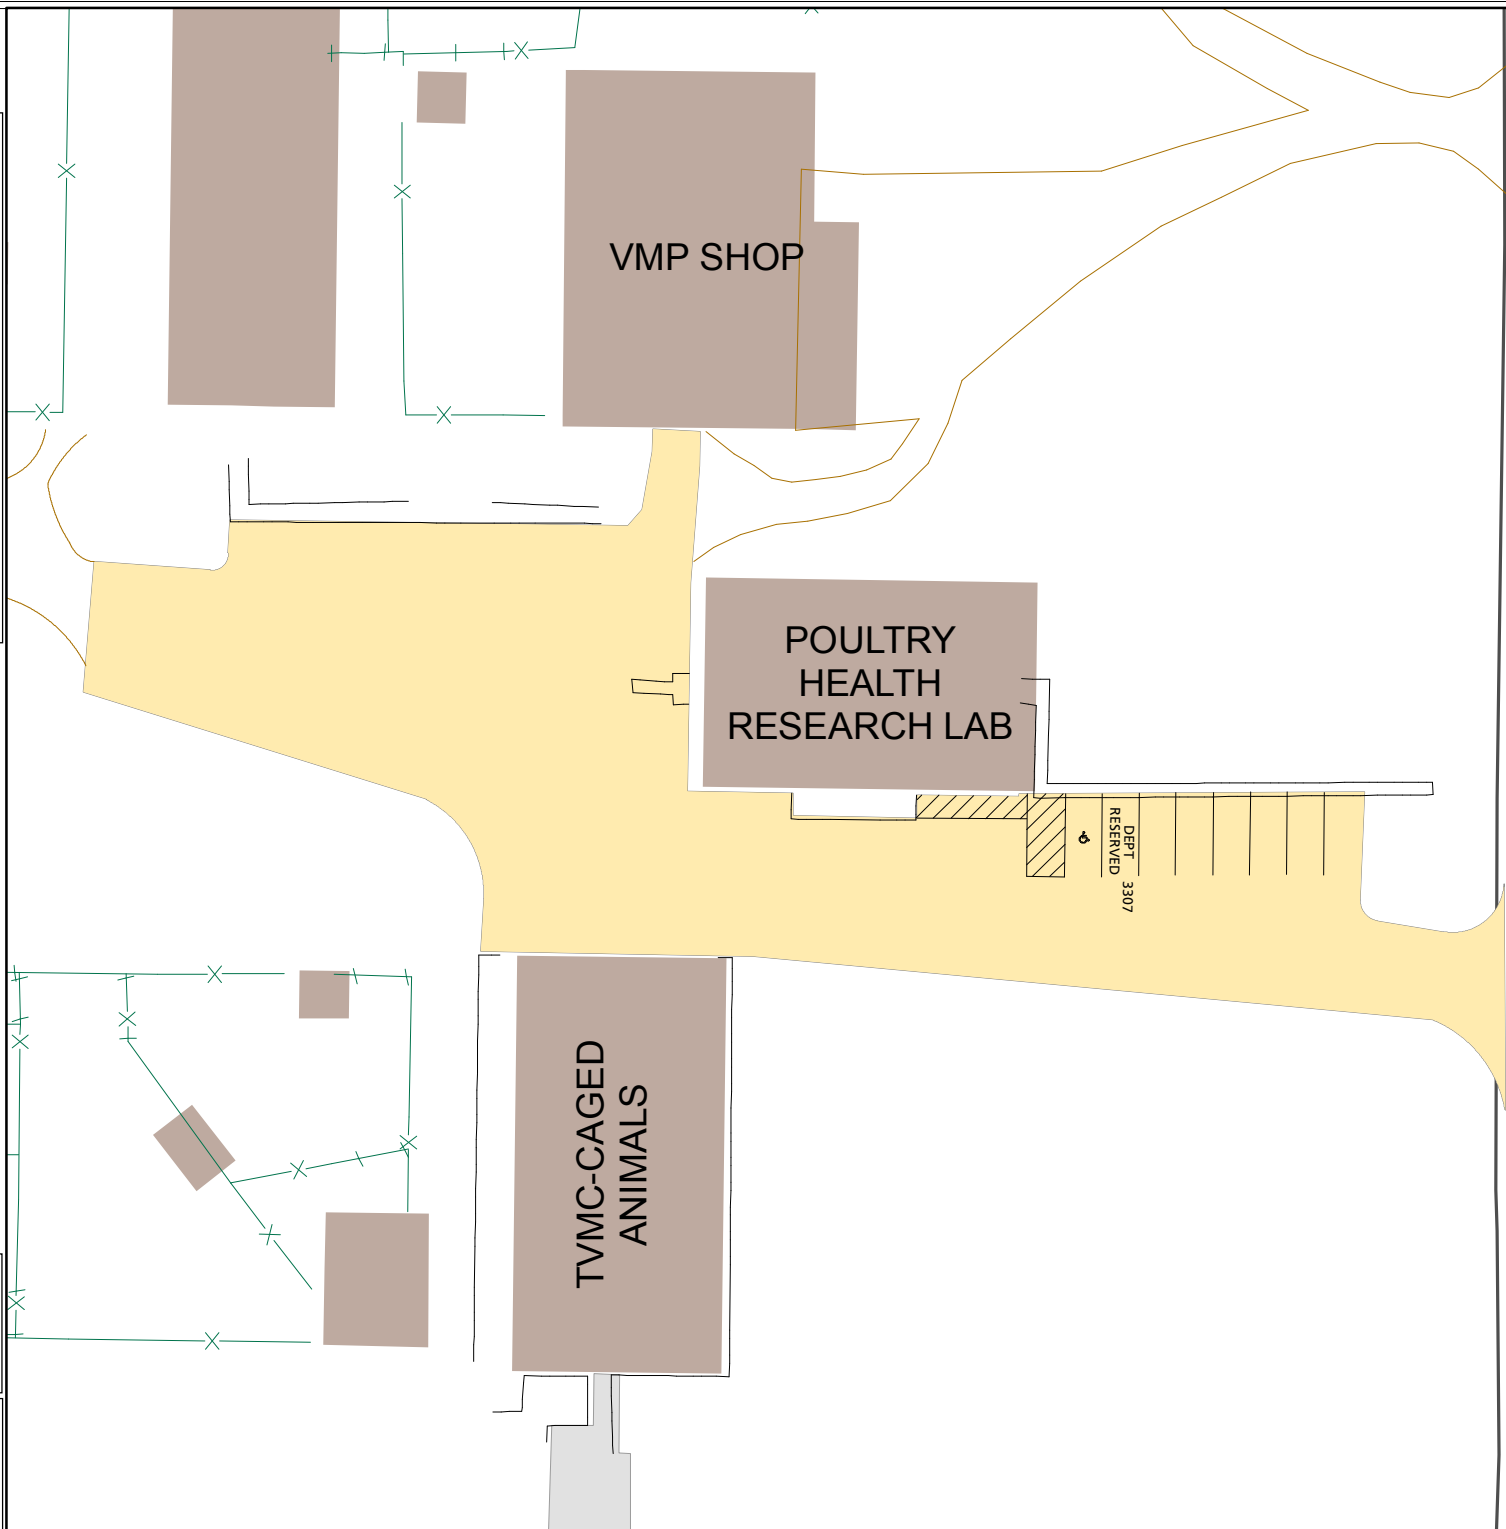 VMP SHOP
POULTRY
HEALTH
RESEARCH LAB
DEPT
RESERVED
3307
TVMC-CAGED
ANIMALS